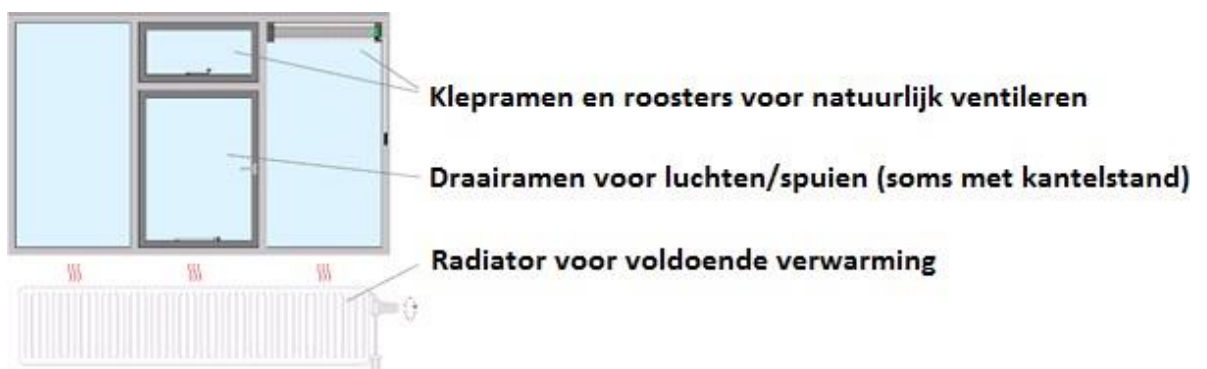 Klepramen en roosters voor natuurlijk ventileren
Draairamen voor luchten/spuien (soms met kantelstand)
Radiator voor voldoende verwarming